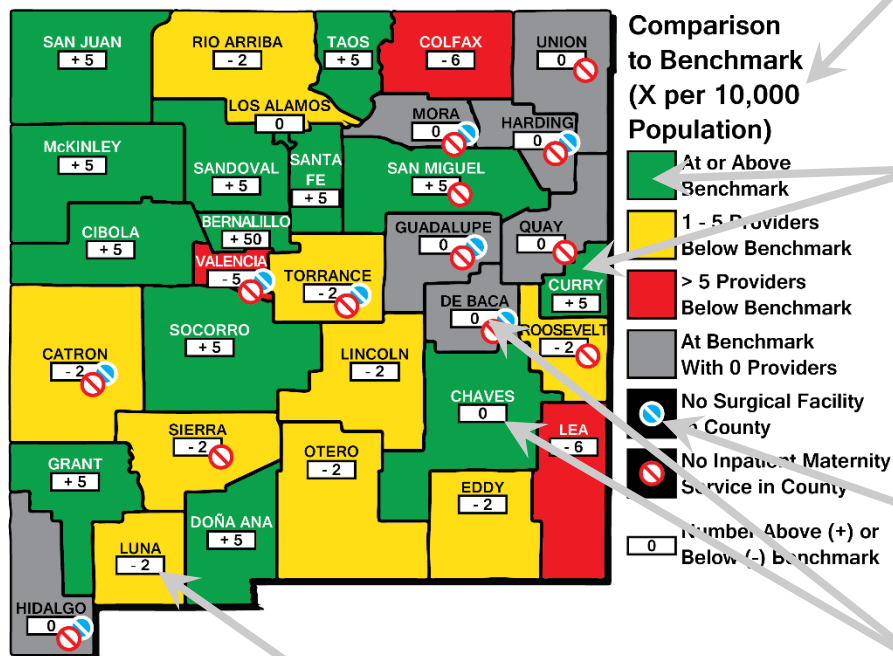 SAN JUAN
+ 5
RIO ARRIBA
- 2
TAOS
+ 5
COLFAX
- 6
UNION
0
LOS ALAMOS
0
MORA
0
HARDING
0
McKINLEY
+ 5
SANDOVAL
+ 5
SANTA
FE
+ 5
SAN MIGUEL
+ 5
CIBOLA
+ 5
BERNALILLO
+ 50
GUADALUPE
0
QUAY
0
VALENCIA
- 5
TORRANCE
- 2
CURRY
+ 5
DE BACA
0
SOCORRO
+ 5
ROOSEVELT
- 2
CATRON
- 2
LINCOLN
- 2
CHAVES
0
SIERRA
- 2
LEA
- 6
OTERO
- 2
GRANT
+ 5
EDDY
- 2
DOÑA ANA
+ 5
LUNA
- 2
HIDALGO
0
Comparison
to Benchmark
(X per 10,000
Population)
At or Above
Benchmark
1 - 5 Providers
Below Benchmark
> 5 Providers
Below Benchmark
At Benchmark
With 0 Providers
No Surgical Facility
in County
No Inpatient Maternity
Service in County
0
Number Above (+) or
Below (-) Benchmark